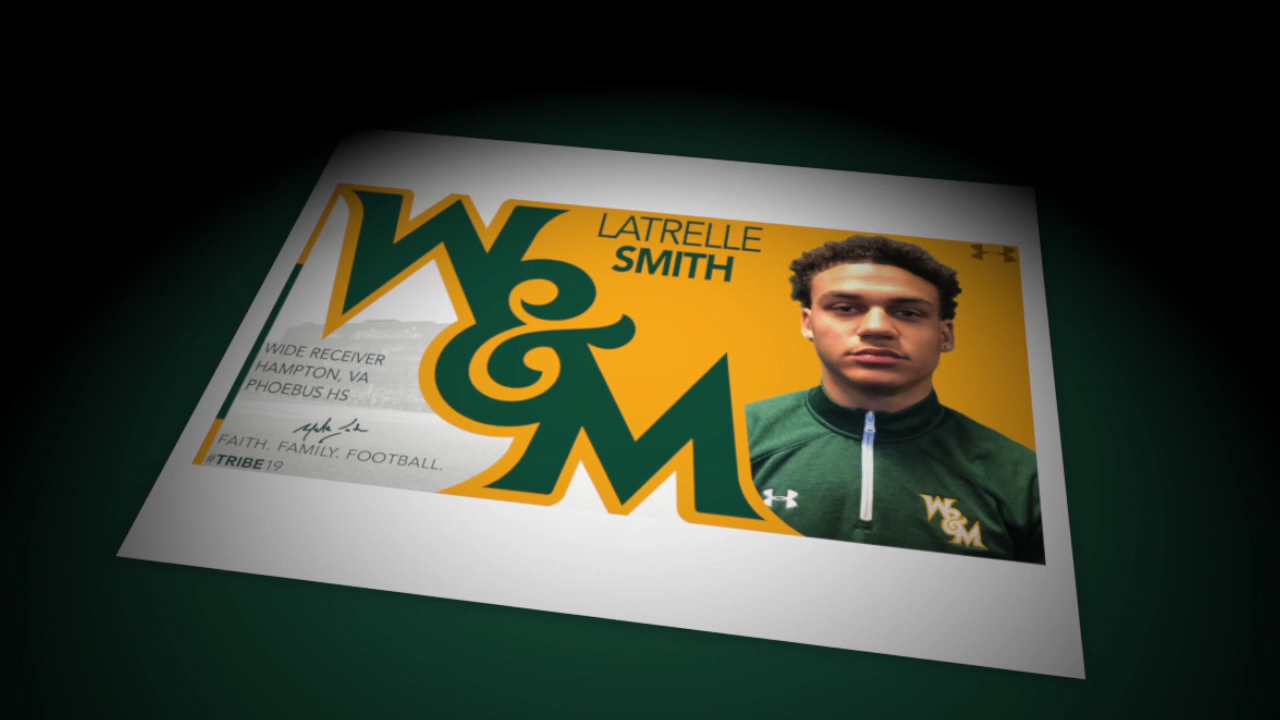 W&M
LATRELLE
SMITH
WIDE RECEIVER
HAMPTON, VA
PHOEBUS HS
FAITH. FAMILY. FOOTBALL.
#TRIBE19
W&M